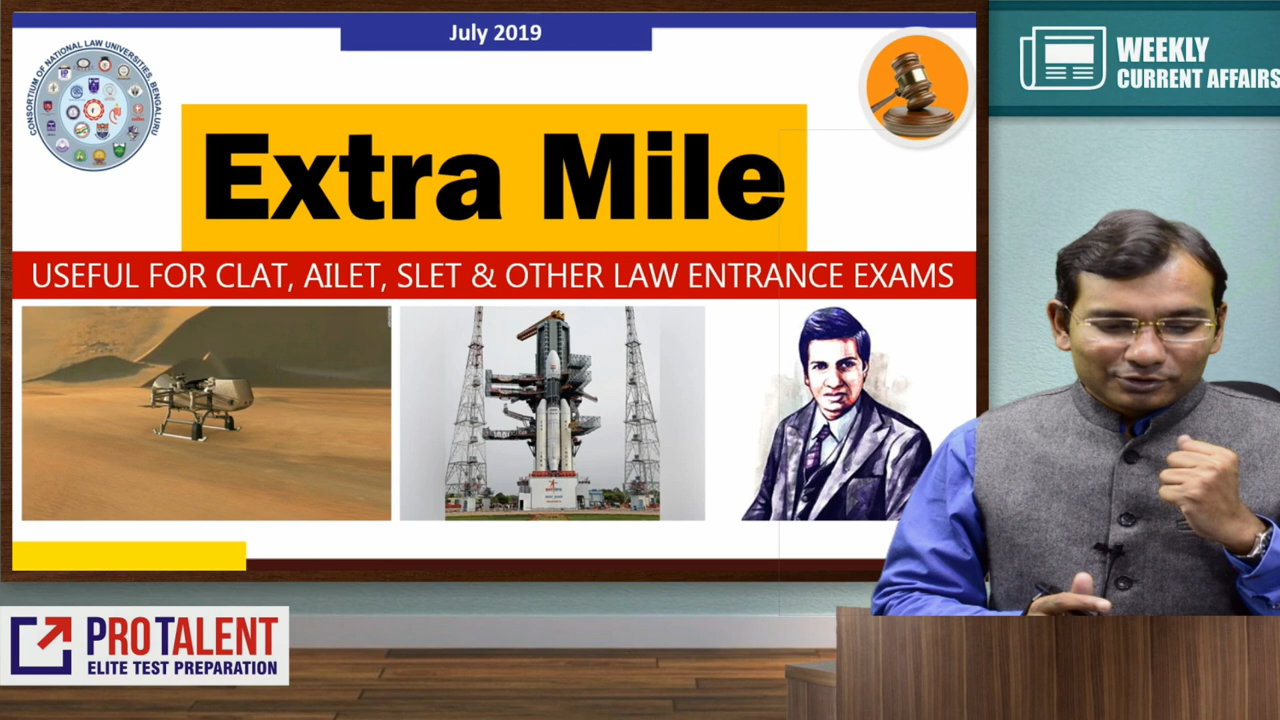 July 2019
CONSORTIUM OF NATIONAL LAW UNIVERSITIES, BENGALURU
WEEKLY
CURRENT AFFAIRS
Extra Mile
USEFUL FOR CLAT, AILET, SLET & OTHER LAW ENTRANCE EXAMS
PROTALENT
ELITE TEST PREPARATION